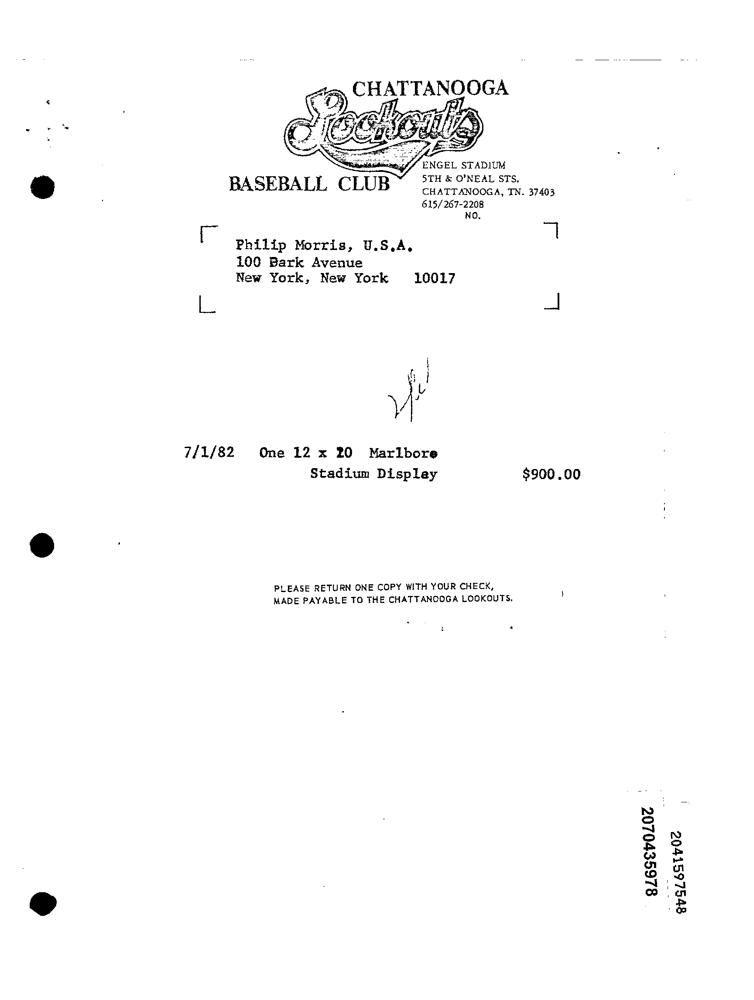 CHATTANOOGA
Lookouts
BASEBALL CLUB
ENGEL STADIUM
5TH & O'NEAL STS.
CHATTANOOGA, TN. 37403
615/267-2208
NO.
Philip Morris, U.S.A.
100 Bark Avenue
New York, New York 10017
7/1/82 One 12 x 20 Marlboro
Stadium Display $900.00
PLEASE RETURN ONE COPY WITH YOUR CHECK,
MADE PAYABLE TO THE CHATTANOOGA LOOKOUTS.
2070435978
2041597548